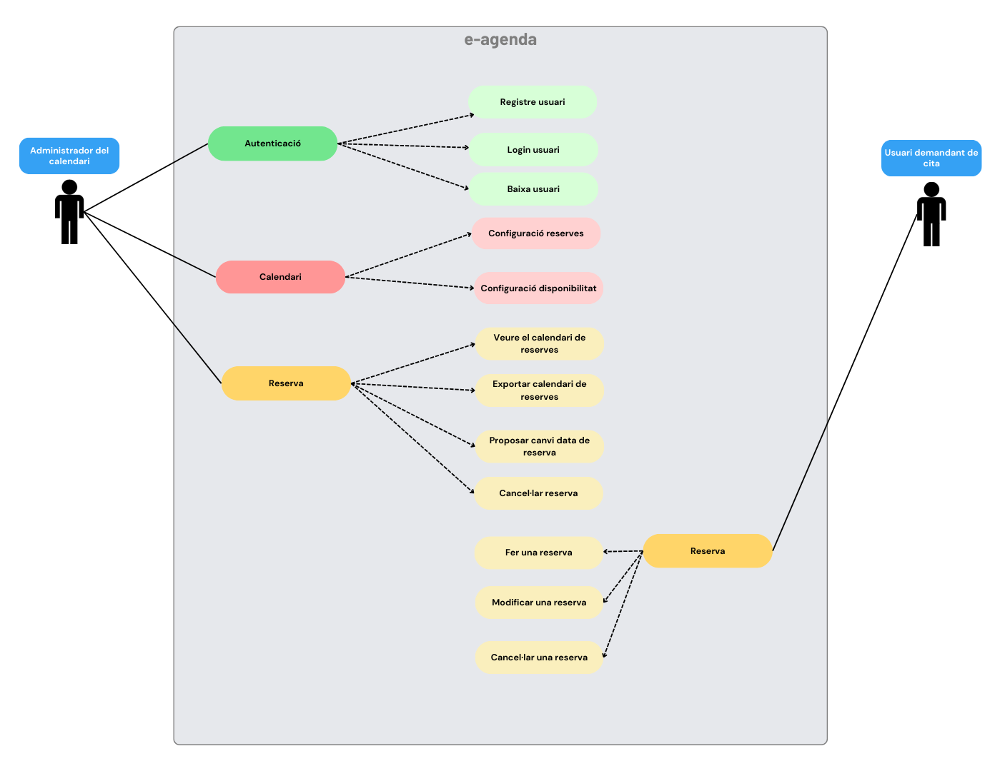 e-agenda
Administrador del
calendari
Usuari demandant de
cita
Autenticació
Registre usuari
Login usuari
Baixa usuari
Calendari
Configuració reserves
Configuració disponibilitat
Reserva
Veure el calendari de
reserves
Exportar calendari de
reserves
Proposar canvi data de
reserva
Cancel·lar reserva
Reserva
Fer una reserva
Modificar una reserva
Cancel·lar una reserva